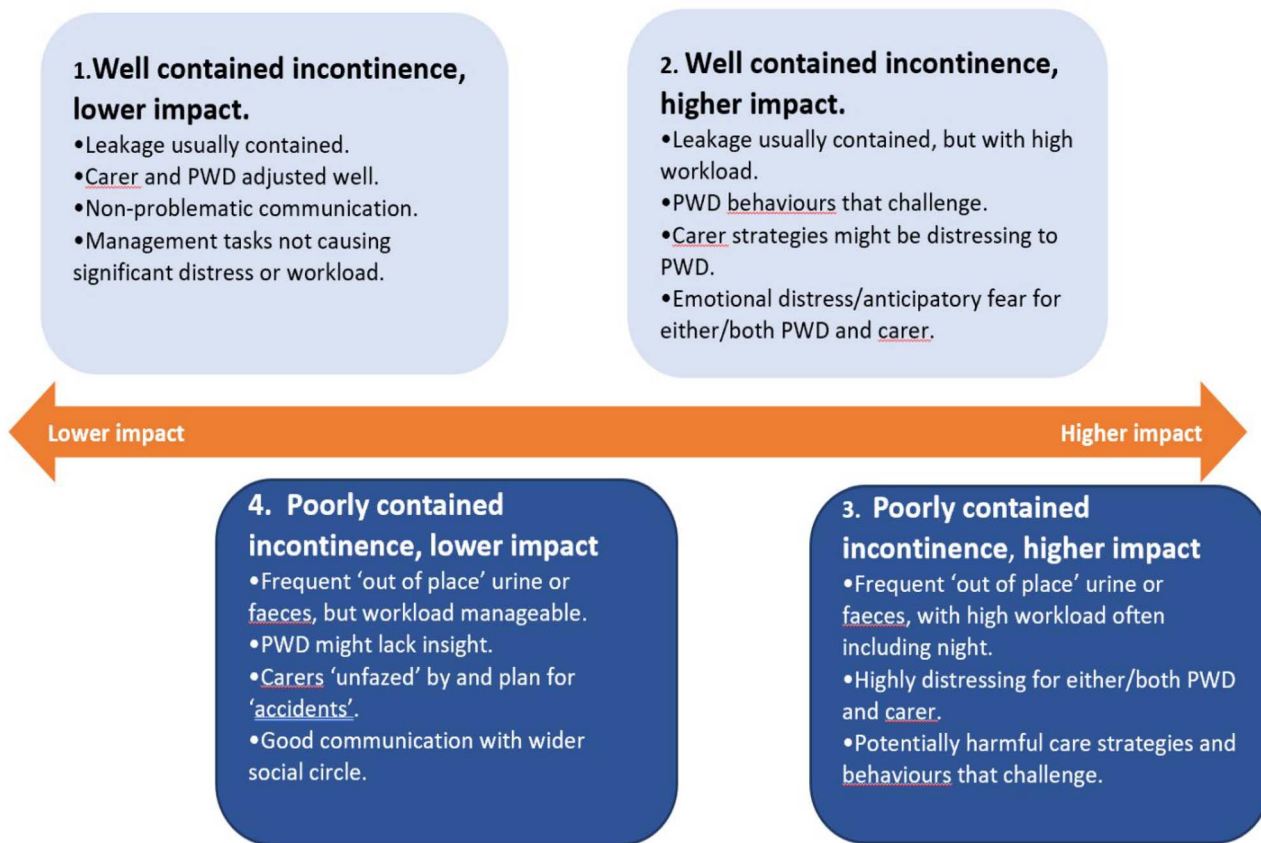 1.Well contained incontinence,
lower impact.
•Leakage usually contained.
•Carer and PWD adjusted well.
•Non-problematic communication.
•Management tasks not causing
significant distress or workload.
2. Well contained incontinence,
higher impact.
•Leakage usually contained, but with high
workload.
•PWD behaviours that challenge.
•Carer strategies might be distressing to
PWD.
•Emotional distress/anticipatory fear for
either/both PWD and carer.
Lower impact
Higher impact
4. Poorly contained
incontinence, lower impact
•Frequent ‘out of place’ urine or
faeces, but workload manageable.
•PWD might lack insight.
•Carers ‘unfazed’ by and plan for
‘accidents’.
•Good communication with wider
social circle.
3. Poorly contained
incontinence, higher impact
•Frequent ‘out of place’ urine or
faeces, with high workload often
including night.
•Highly distressing for either/both PWD
and carer.
•Potentially harmful care strategies and
behaviours that challenge.